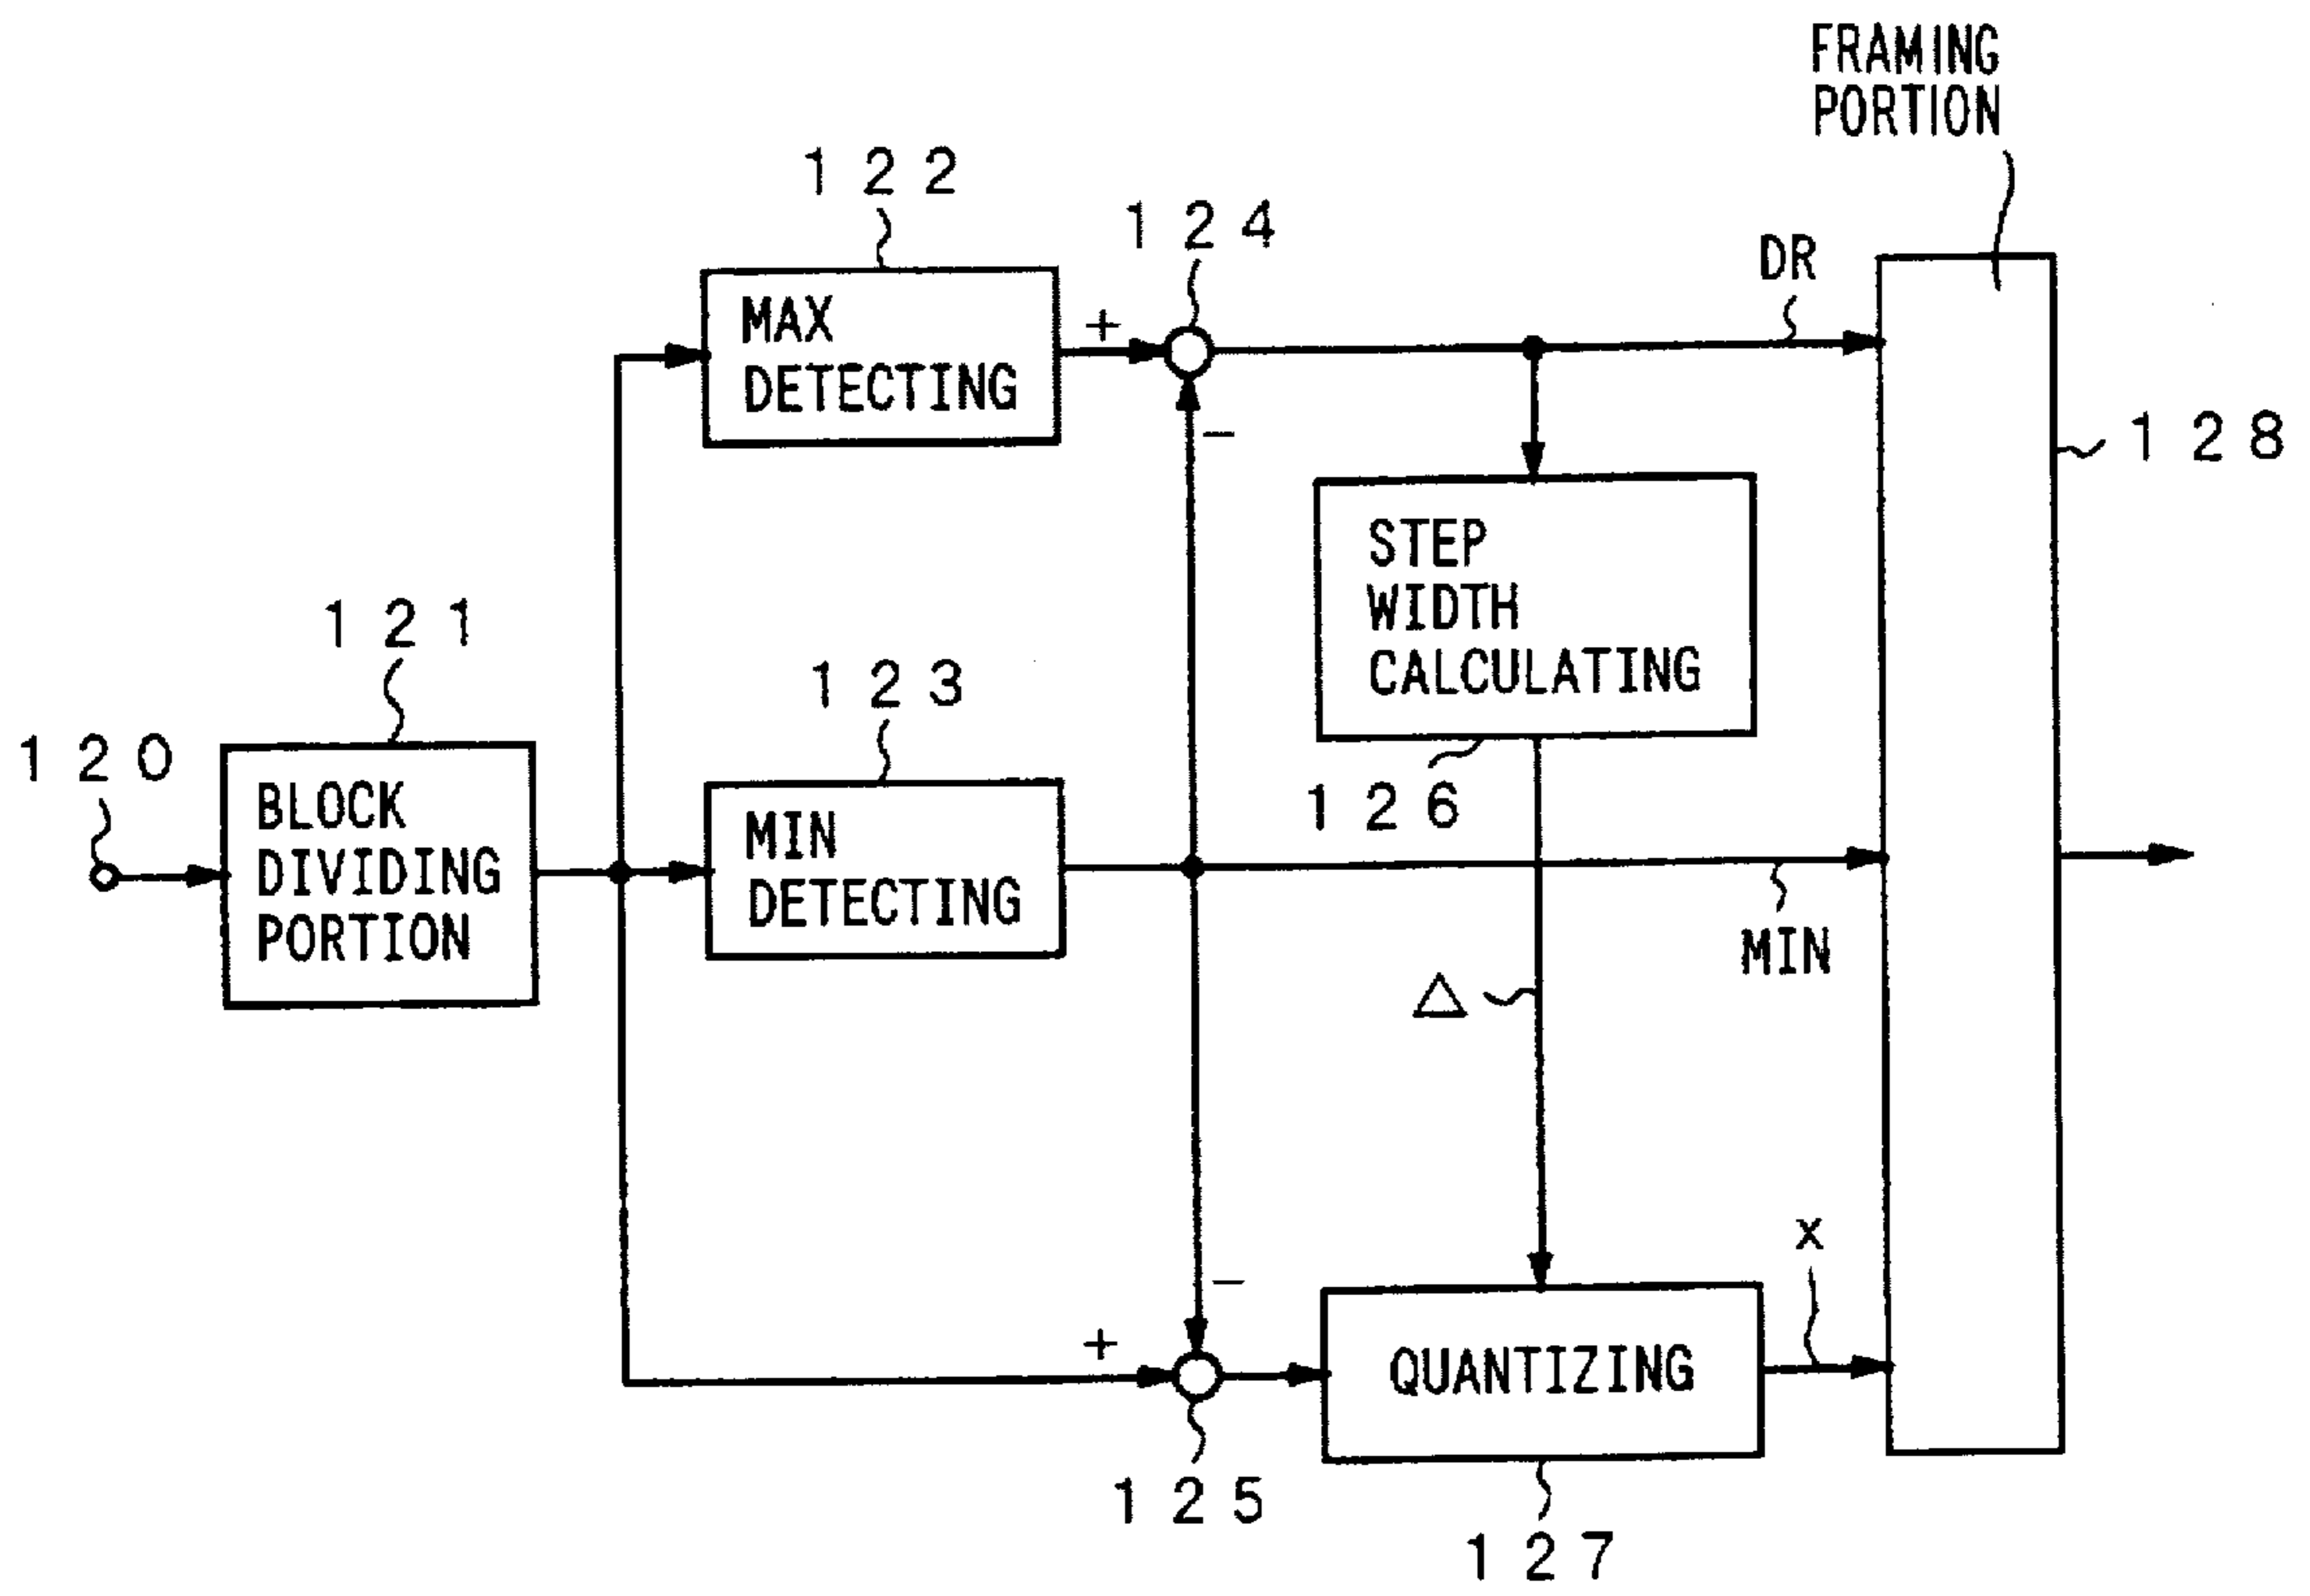 FRAMING
PORTION
122
124
DR
MAX
DETECTING
+
−
128
STEP
WIDTH
CALCULATING
121
123
120
BLOCK
DIVIDING
PORTION
MIN
DETECTING
126
MIN
△
−
+
x
QUANTIZING
125
127